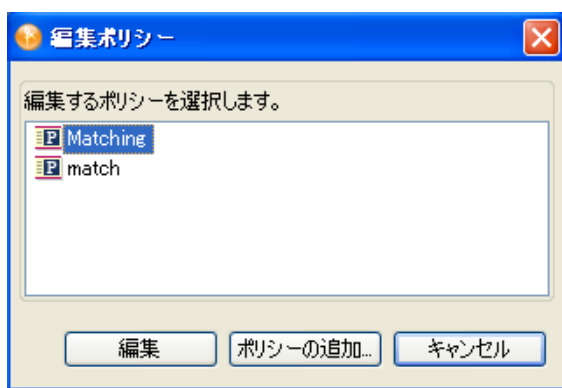 編集ポリシー
編集するポリシーを選択します。
P Matching
P match
編集 ポリシーの追加... キャンセル